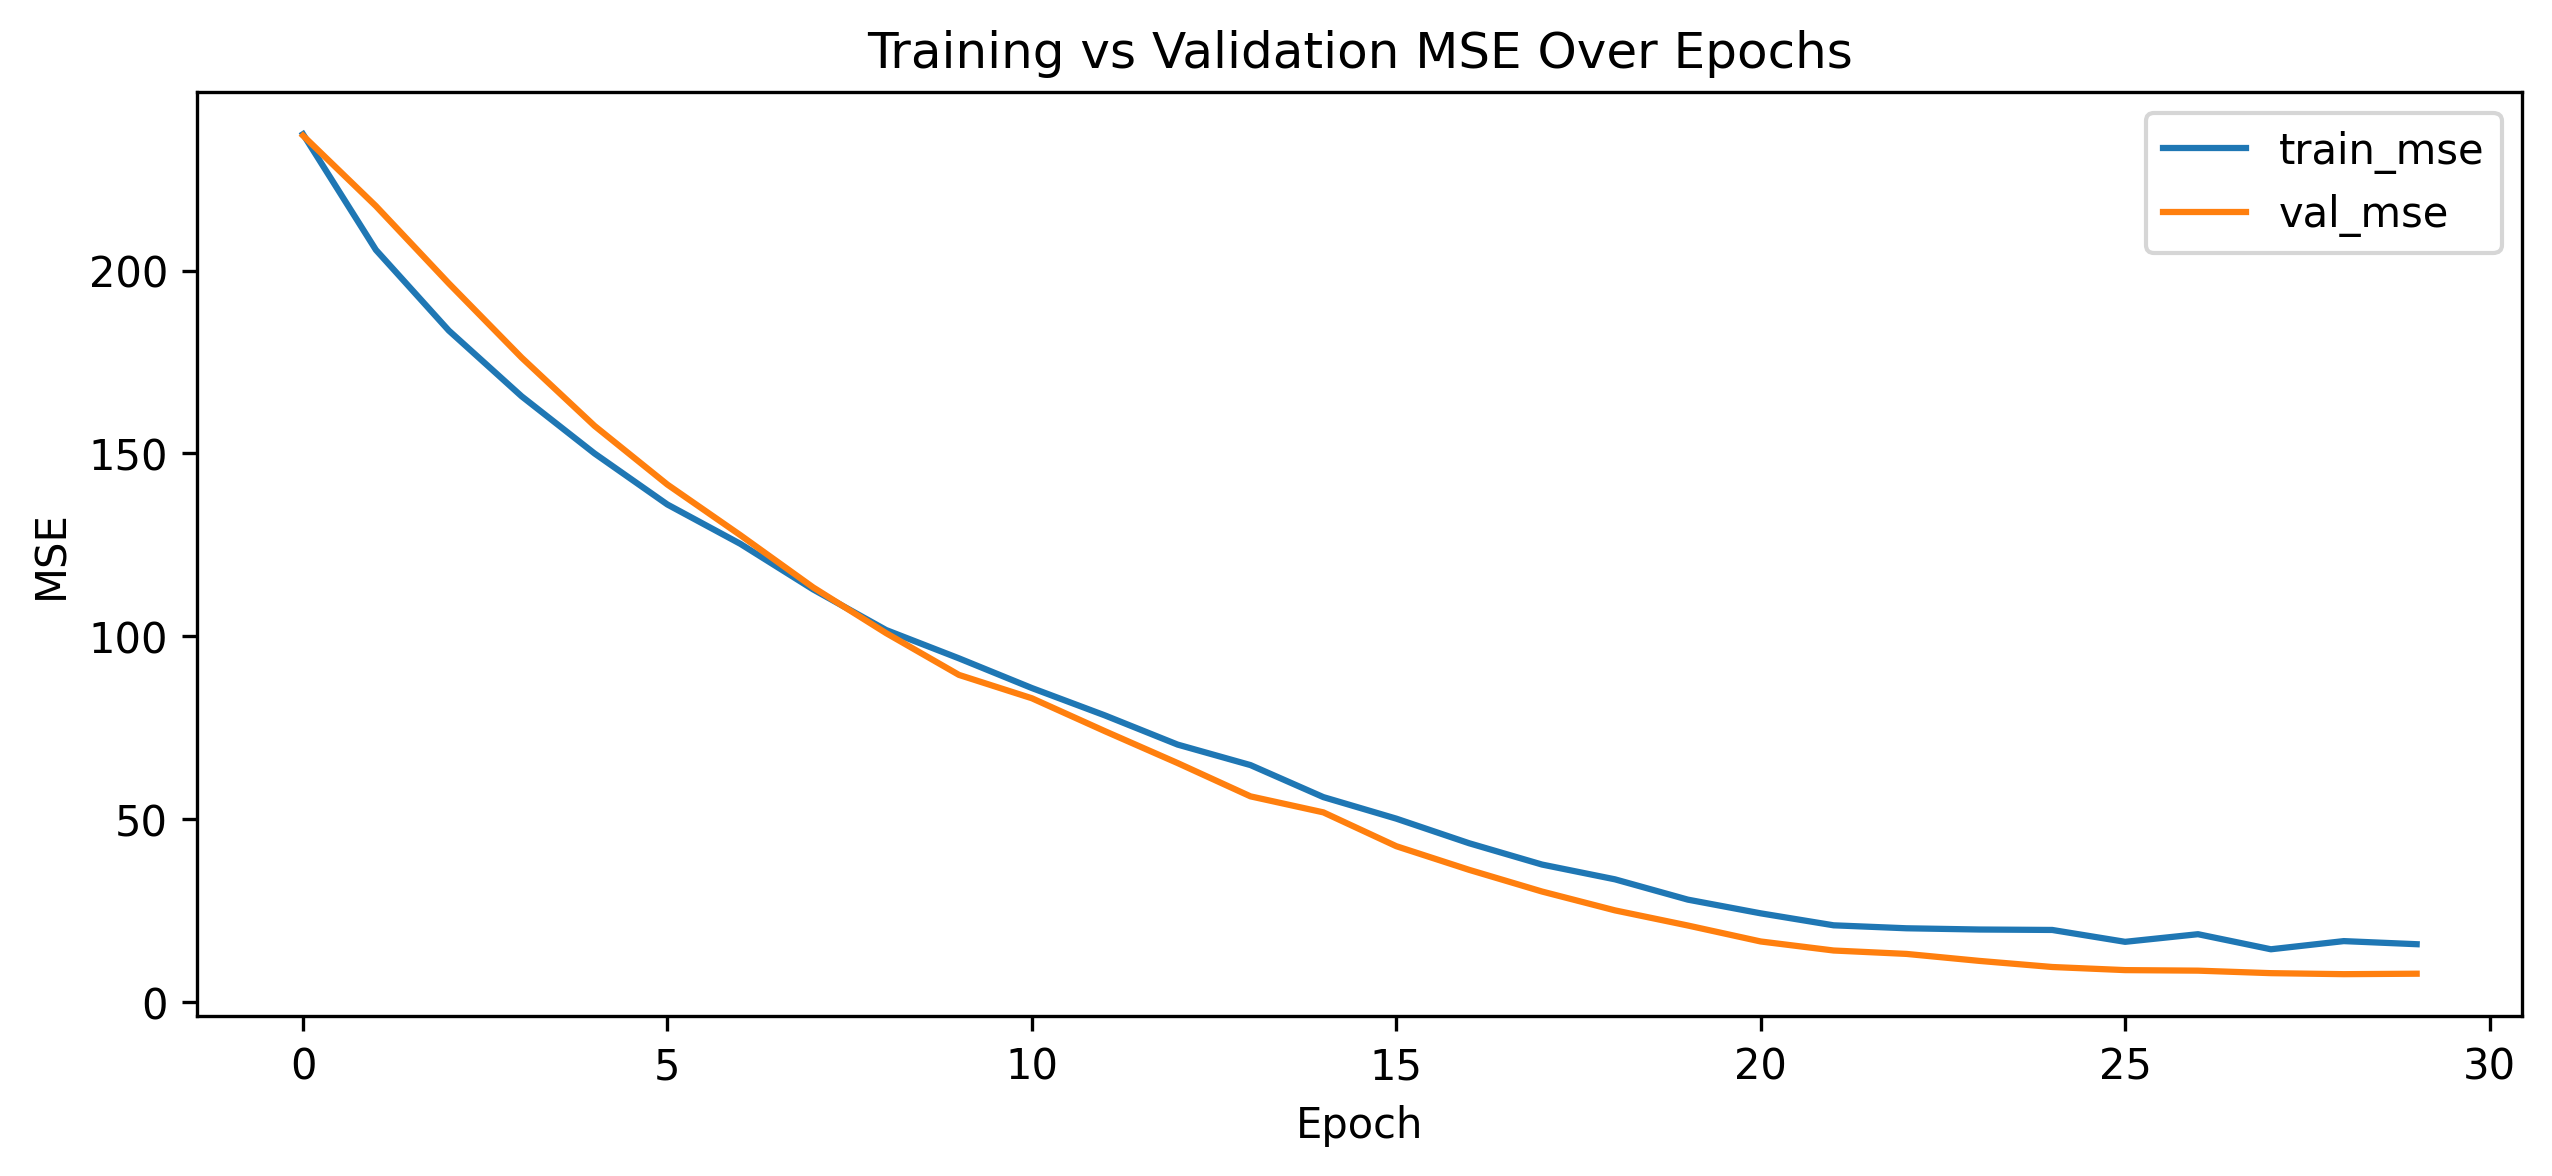 Training vs Validation MSE Over Epochs
train_mse
val_mse
200
150
100
50
0
MSE
0 5 10 15 20 25 30
Epoch